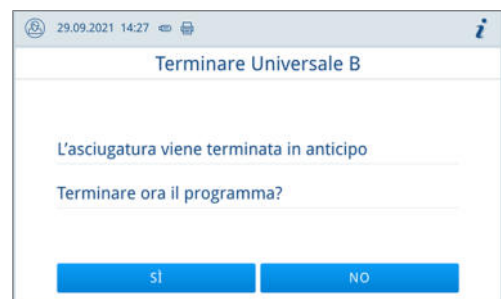 29.09.2021 14:27
i
Terminare Universale B
L'asciugatura viene terminata in anticipo
Terminare ora il programma?
SÌ
NO